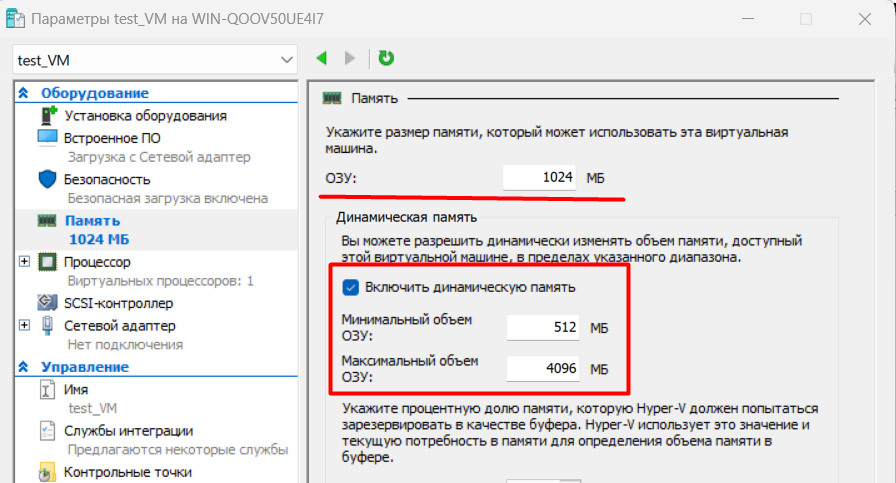 Параметры test_VM на WIN-QOOV50UE4I7
test_VM
Оборудование
Установка оборудования
Встроенное ПО
Загрузка с Сетевой адаптер
Безопасность
Безопасная загрузка включена
Память
1024 МБ
Процессор
Виртуальных процессоров: 1
SCSI-контроллер
Сетевой адаптер
Нет подключения
Управление
Имя
test_VM
Службы интеграции
Предлагаются некоторые службы
Контрольные точки
Память
Укажите размер памяти, который может использовать эта виртуальная
машина.
ОЗУ: 1024 МБ
Динамическая память
Вы можете разрешить динамически изменять объем памяти, доступный
этой виртуальной машине, в пределах указанного диапазона.
Включить динамическую память
Минимальный объем
ОЗУ: 512 МБ
Максимальный объем
ОЗУ: 4096 МБ
Укажите процентную долю памяти, которую Hyper-V должен попытаться
зарезервировать в качестве буфера. Hyper-V использует это значение и
текущую потребность в памяти для определения объема памяти в
буфере.